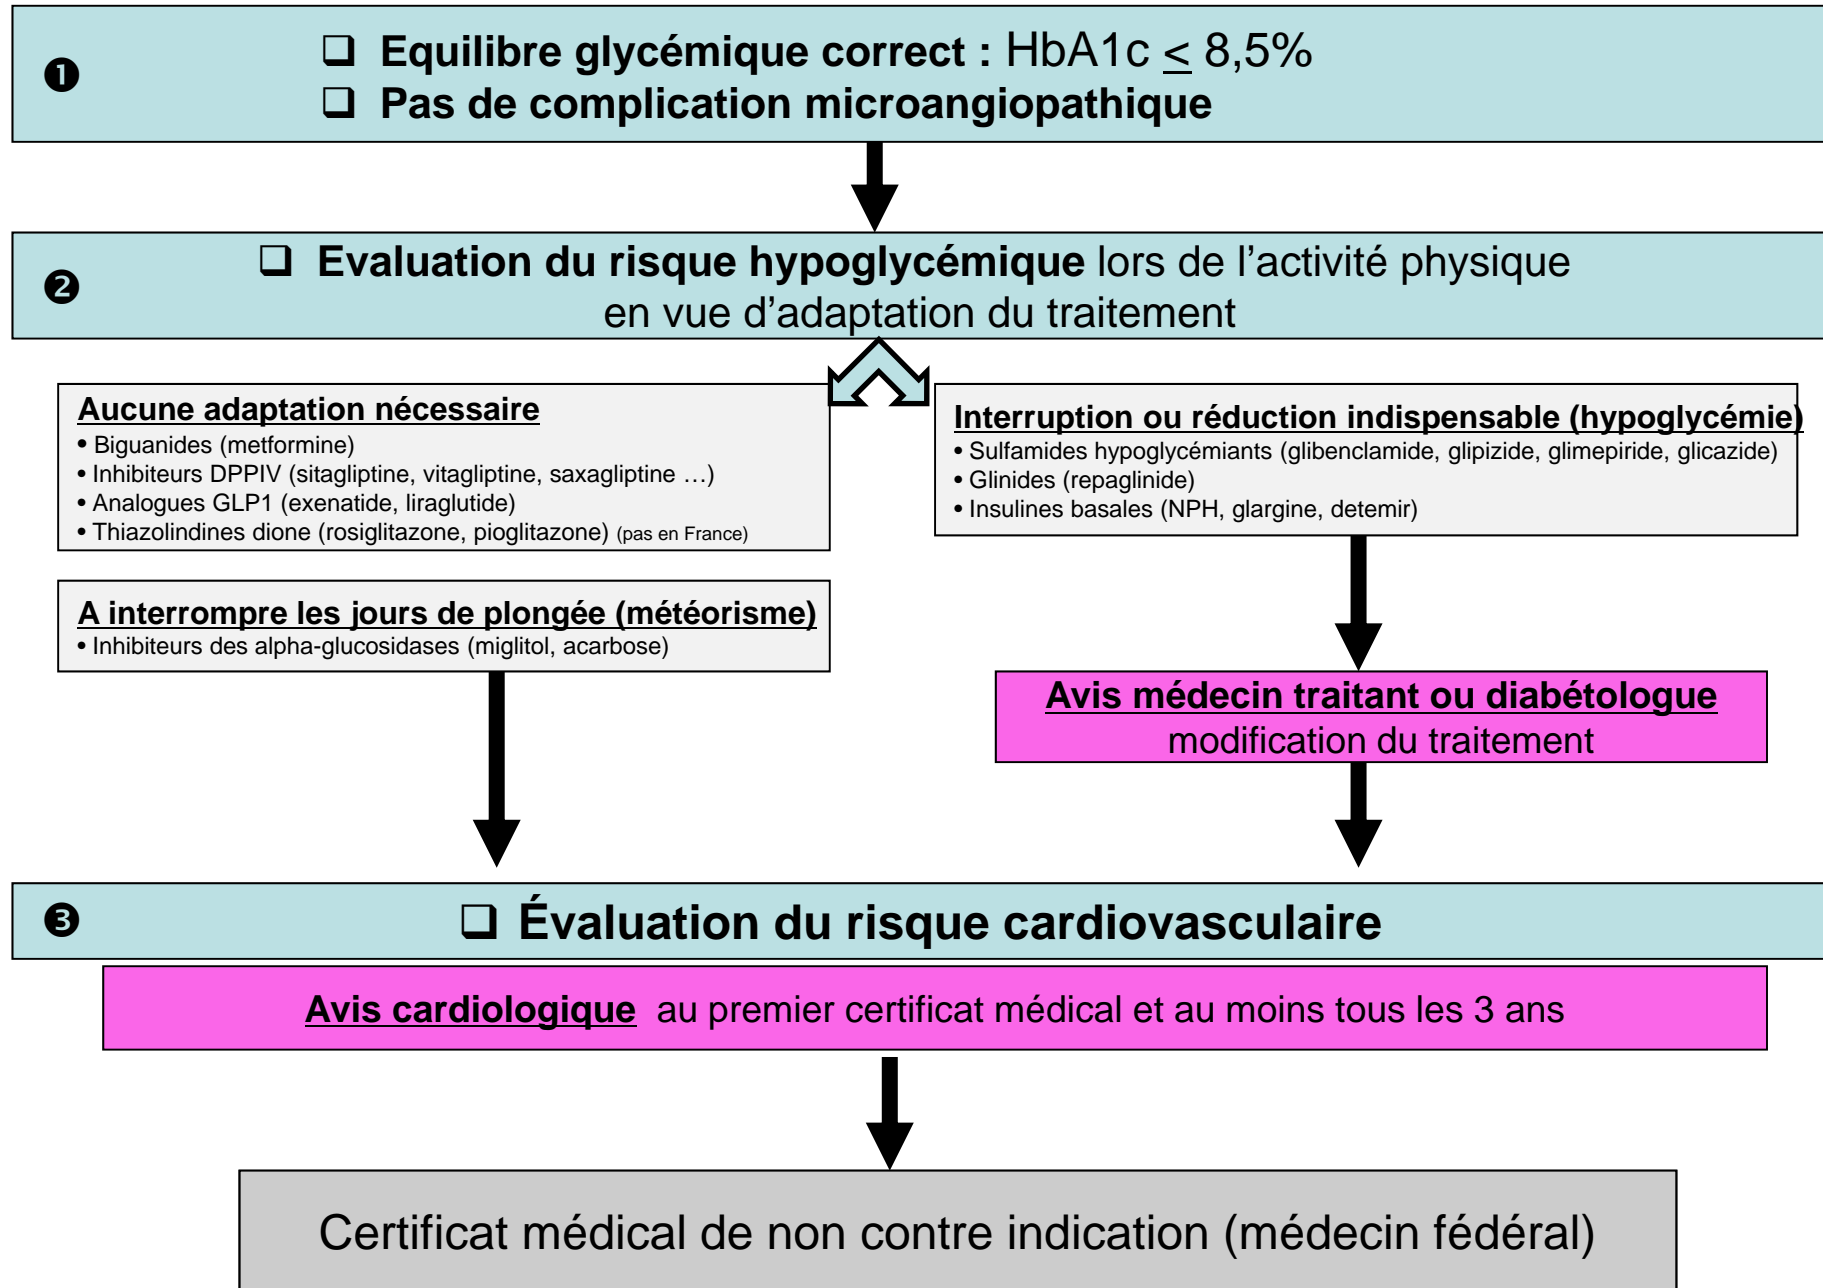 ❶
❑ Equilibre glycémique correct : HbA1c ≤ 8,5%
❑ Pas de complication microangiopathique
❷
❑ Evaluation du risque hypoglycémique lors de l’activité physique
en vue d’adaptation du traitement
Aucune adaptation nécessaire
• Biguanides (metformine)
• Inhibiteurs DPPIV (sitagliptine, vitagliptine, saxagliptine …)
• Analogues GLP1 (exenatide, liraglutide)
• Thiazolindines dione (rosiglitazone, pioglitazone) (pas en France)
A interrompre les jours de plongée (météorisme)
• Inhibiteurs des alpha-glucosidases (miglitol, acarbose)
Interruption ou réduction indispensable (hypoglycémie)
• Sulfamides hypoglycémiants (glibenclamide, glipizide, glimepiride, glicazide)
• Glinides (repaglinide)
• Insulines basales (NPH, glargine, detemir)
Avis médecin traitant ou diabétologue
modification du traitement
❸
❑ Évaluation du risque cardiovasculaire
Avis cardiologique au premier certificat médical et au moins tous les 3 ans
Certificat médical de non contre indication (médecin fédéral)